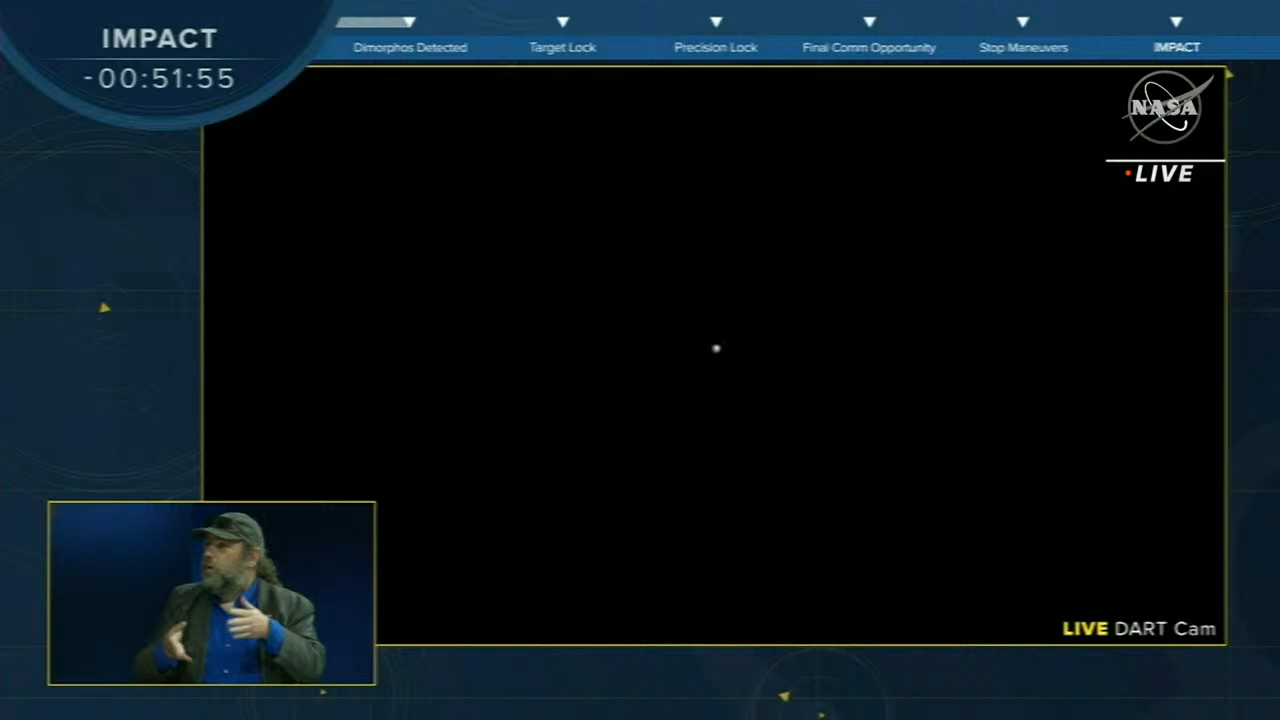 IMPACT
-00:51:55
Dimorphos Detected
Target Lock
Precision Lock
Final Comm Opportunity
Stop Maneuvers
IMPACT
NASA
LIVE
LIVE DART Cam